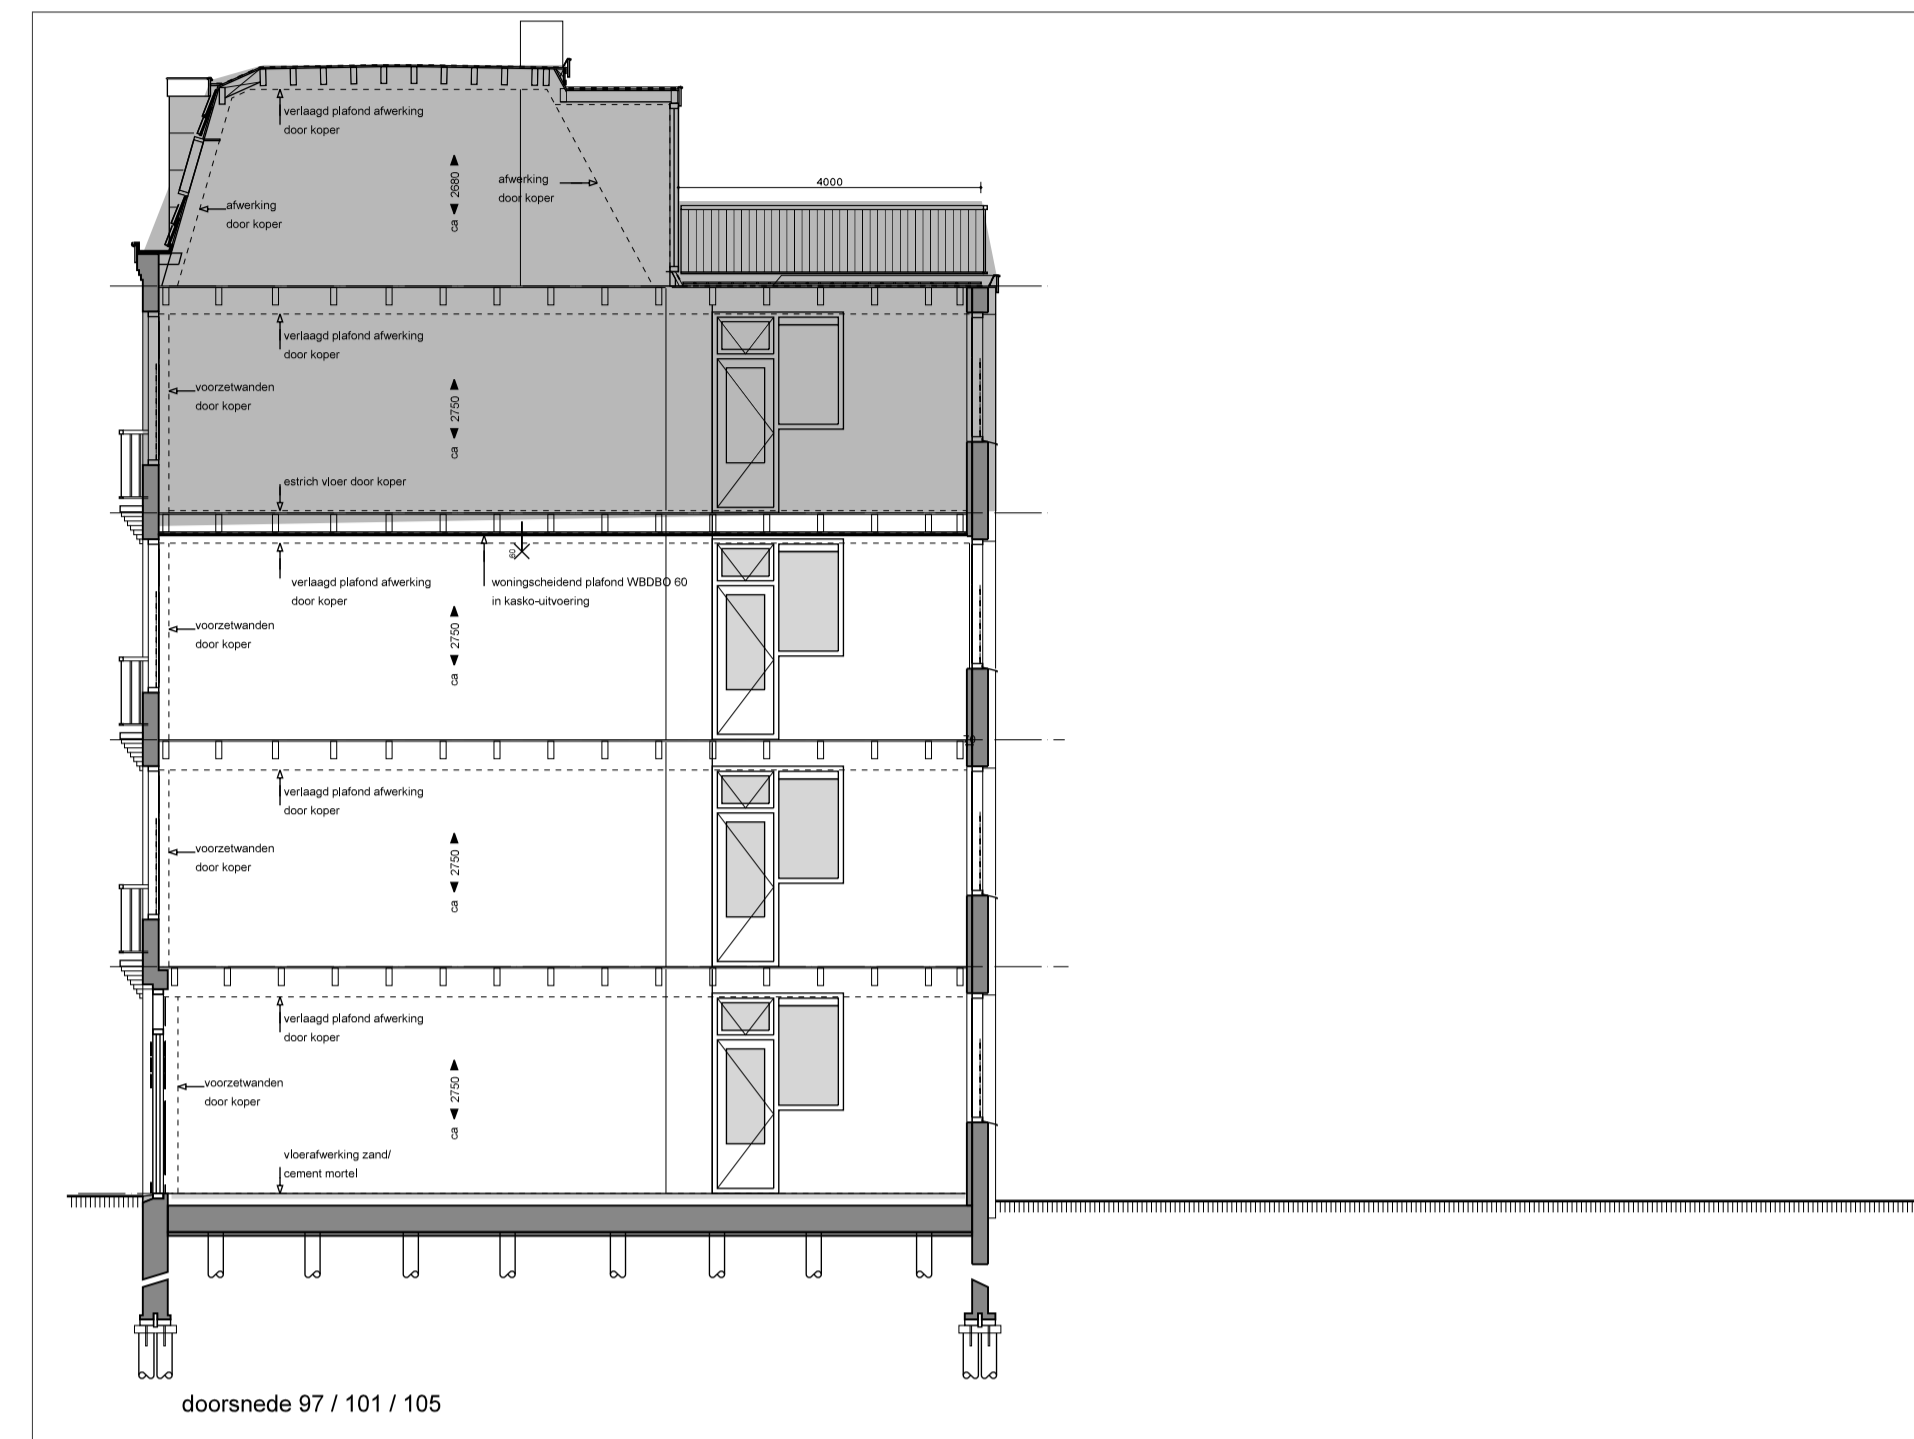 verlaagd plafond afwerking
door koper
ca ◄ 2680 ►
afwerking
door koper
4000
afwerking
door koper
verlaagd plafond afwerking
door koper
voorzetwanden
door koper
ca ◄ 2750 ►
estrich vloer door koper
60
verlaagd plafond afwerking
door koper
woningscheidend plafond WBDBO 60
in kasko-uitvoering
voorzetwanden
door koper
ca ◄ 2750 ►
verlaagd plafond afwerking
door koper
voorzetwanden
door koper
ca ◄ 2750 ►
verlaagd plafond afwerking
door koper
voorzetwanden
door koper
ca ◄ 2750 ►
vloerafwerking zand/
cement mortel
doorsnede 97 / 101 / 105